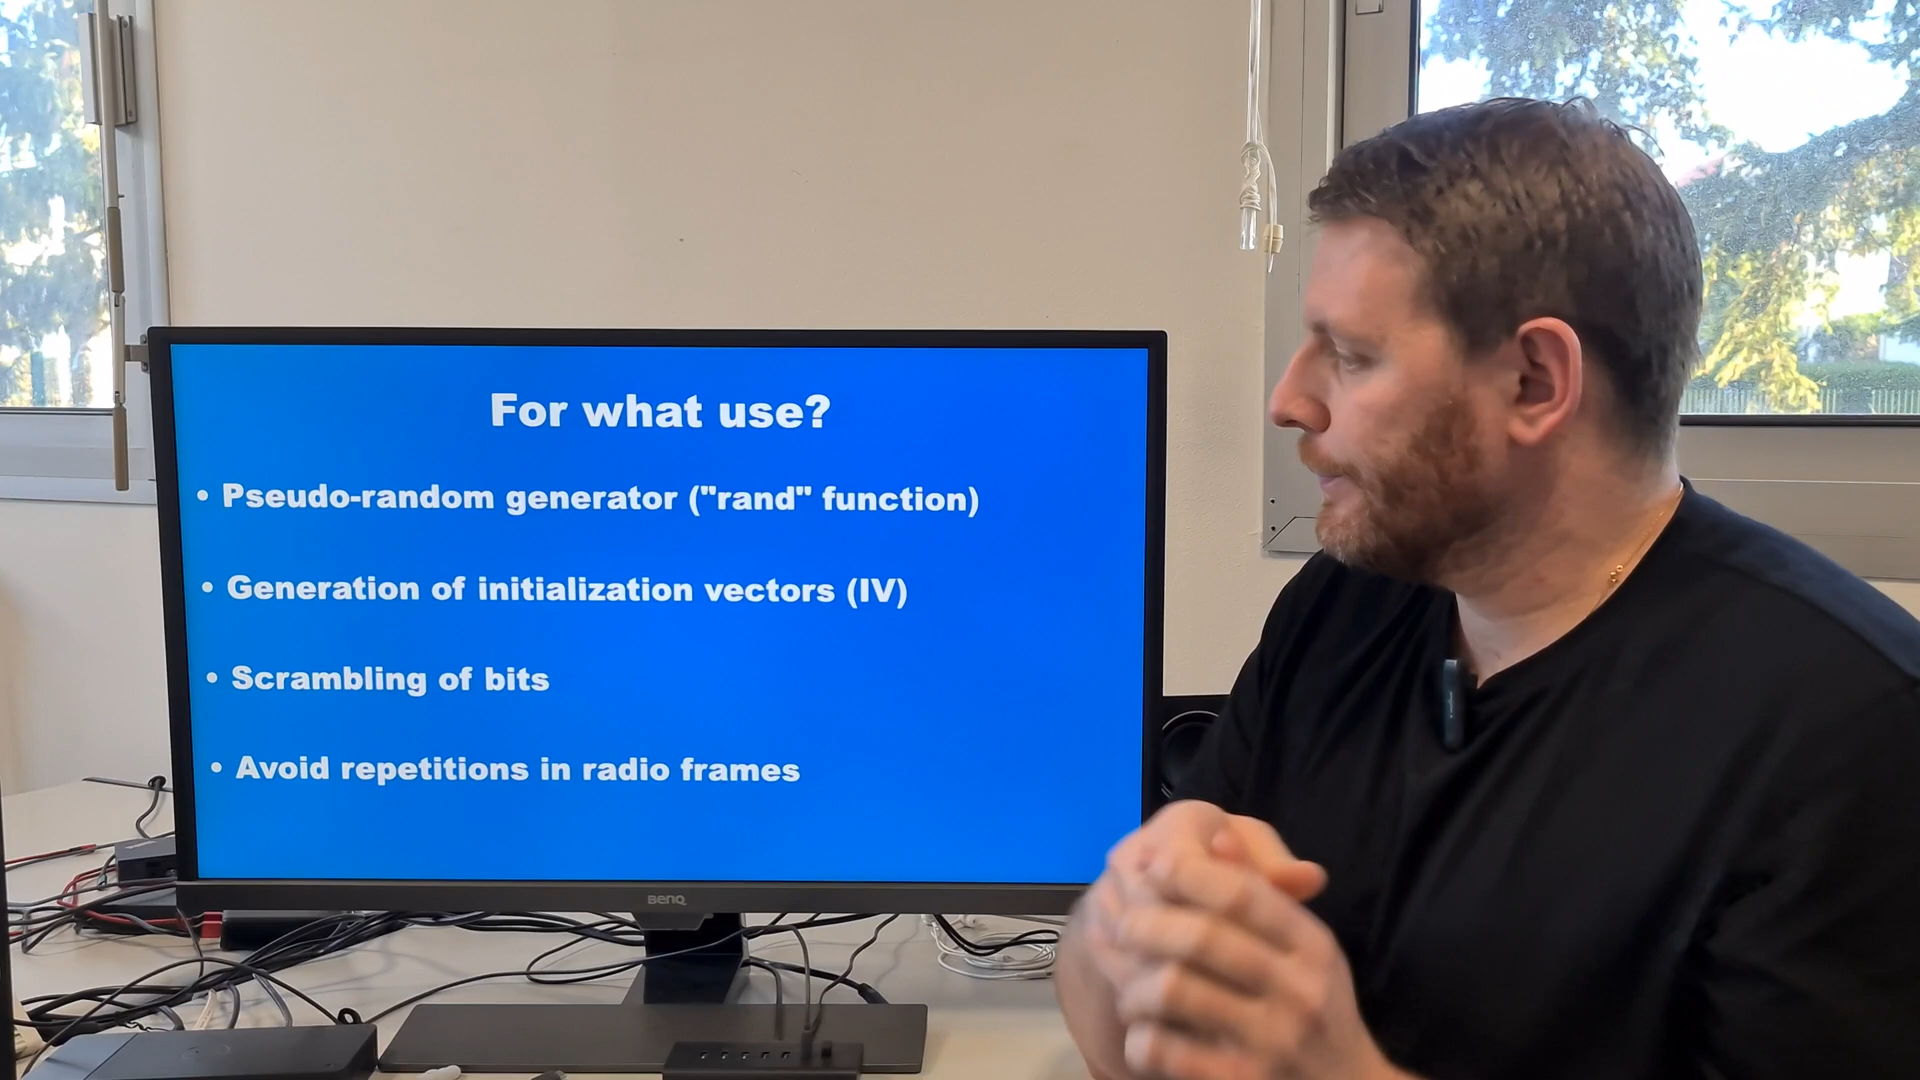 For what use?
• Pseudo-random generator ("rand" function)
• Generation of initialization vectors (IV)
• Scrambling of bits
• Avoid repetitions in radio frames
BenQ